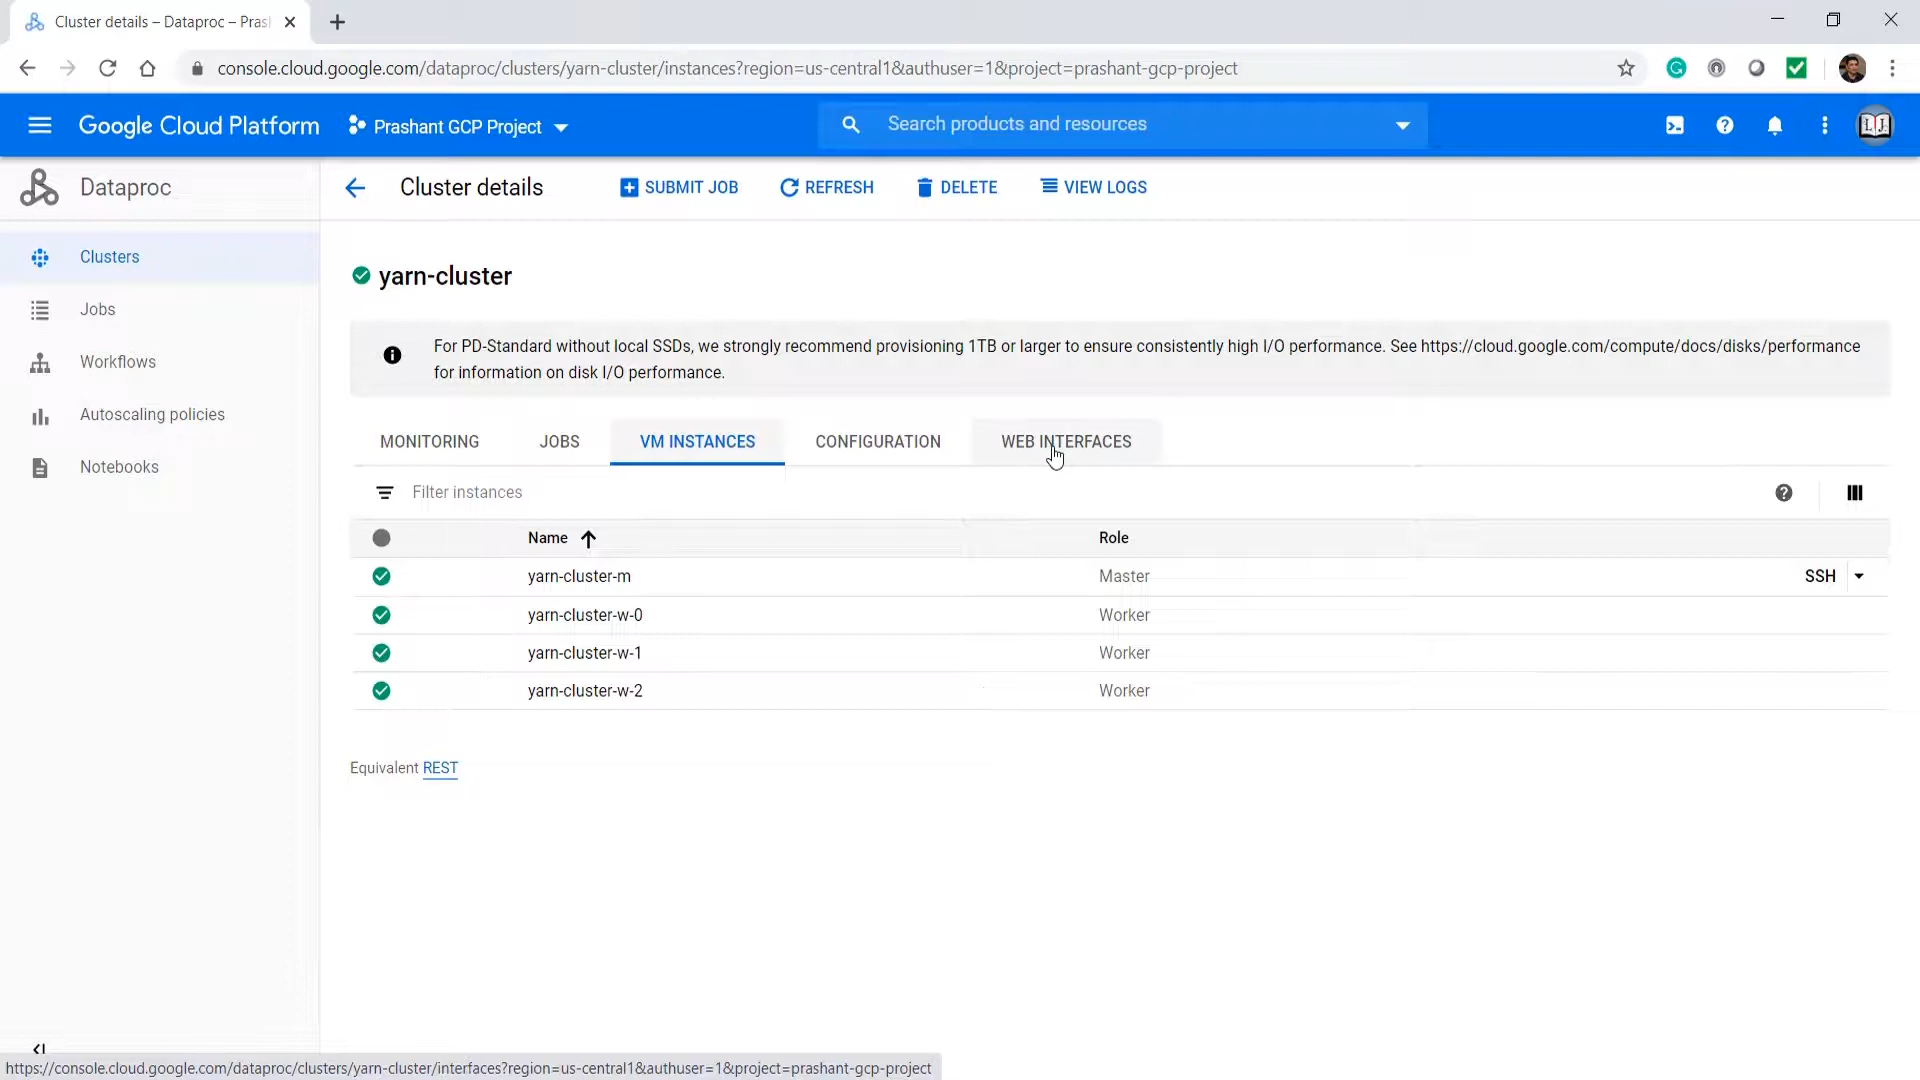 Cluster details – Dataproc – Pras
console.cloud.google.com/dataproc/clusters/yarn-cluster/instances?region=us-central1&authuser=1&project=prashant-gcp-project
Google Cloud Platform
Prashant GCP Project
Search products and resources
LJ
Dataproc
Cluster details
SUBMIT JOB
REFRESH
DELETE
VIEW LOGS
Clusters
Jobs
Workflows
Autoscaling policies
Notebooks
yarn-cluster
For PD-Standard without local SSDs, we strongly recommend provisioning 1TB or larger to ensure consistently high I/O performance. See https://cloud.google.com/compute/docs/disks/performance
for information on disk I/O performance.
MONITORING
JOBS
VM INSTANCES
CONFIGURATION
WEB INTERFACES
Filter instances
Name Role
yarn-cluster-m Master SSH
yarn-cluster-w-0 Worker
yarn-cluster-w-1 Worker
yarn-cluster-w-2 Worker
Equivalent REST
https://console.cloud.google.com/dataproc/clusters/yarn-cluster/interfaces?region=us-central1&authuser=1&project=prashant-gcp-project